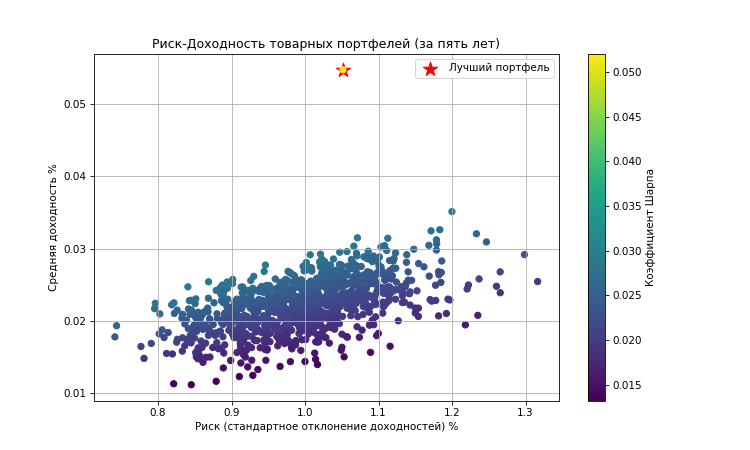 Риск-Доходность товарных портфелей (за пять лет)
Лучший портфель
Средняя доходность %
0.05
0.04
0.03
0.02
0.01
0.8 0.9 1.0 1.1 1.2 1.3
Риск (стандартное отклонение доходностей) %
0.050
0.045
0.040
0.035
0.030
0.025
0.020
0.015
Коэффициент Шарпа